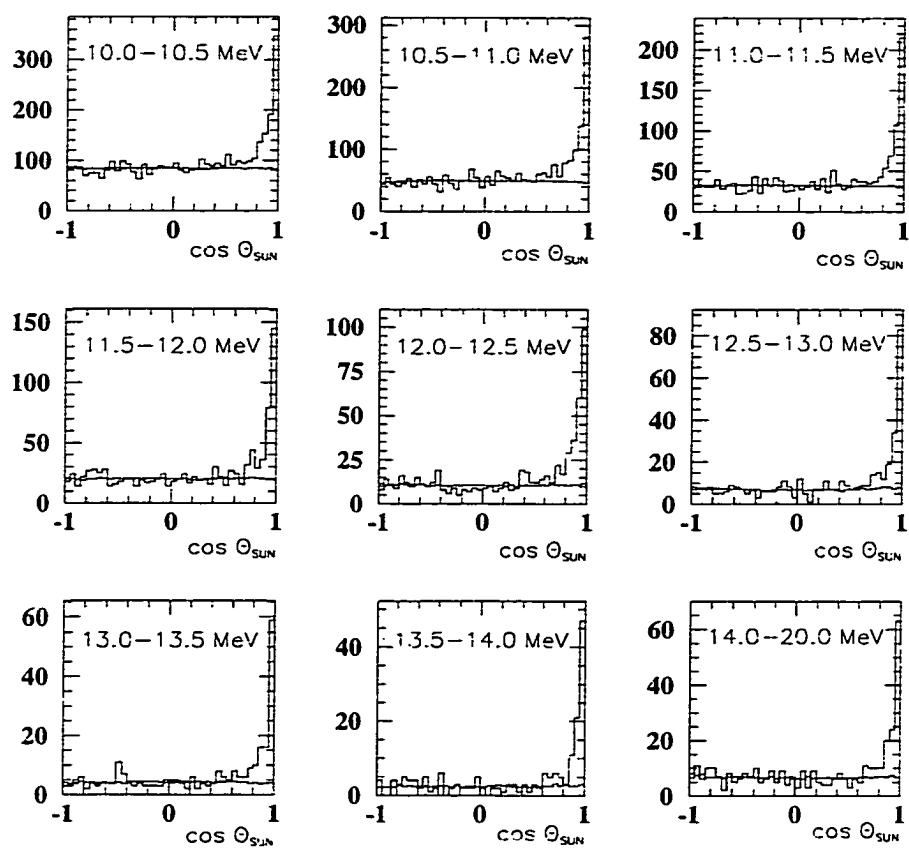 10.0–10.5 MeV
300
200
100
0
-1 0 1
cos ΘSUN
10.5–11.0 MeV
300
200
100
0
-1 0 1
cos ΘSUN
11.0–11.5 MeV
200
150
100
50
0
-1 0 1
cos ΘSUN
11.5–12.0 MeV
150
100
50
0
-1 0 1
cos ΘSUN
12.0–12.5 MeV
100
75
50
25
0
-1 0 1
cos ΘSUN
12.5–13.0 MeV
80
60
40
20
0
-1 0 1
cos ΘSUN
13.0–13.5 MeV
60
40
20
0
-1 0 1
cos ΘSUN
13.5–14.0 MeV
40
20
0
-1 0 1
cos ΘSUN
14.0–20.0 MeV
60
40
20
0
-1 0 1
cos ΘSUN